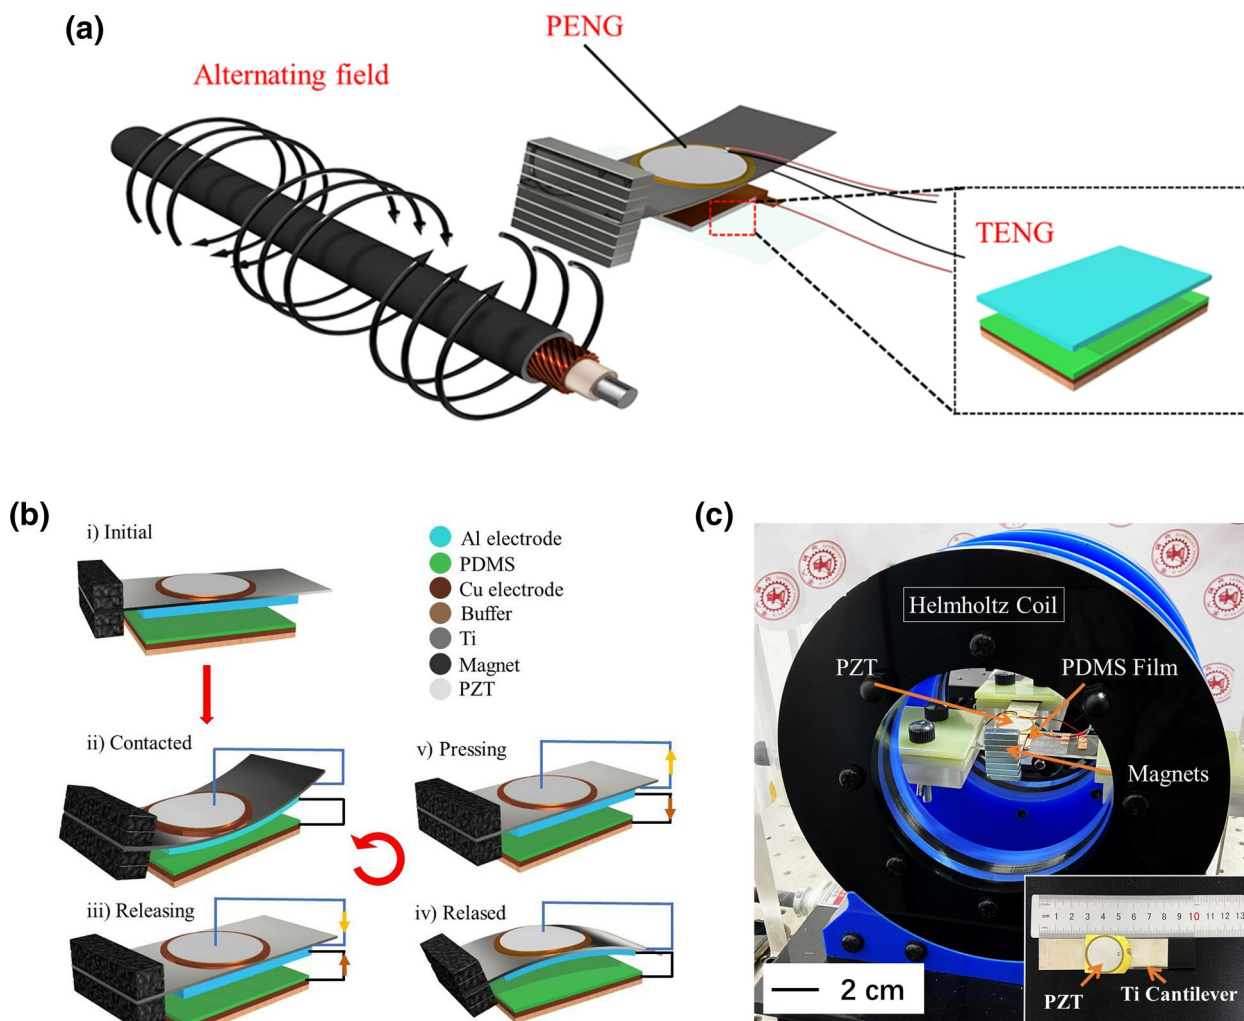 (a)
PENG
Alternating field
TENG
(b)
i) Initial
Al electrode
PDMS
Cu electrode
Buffer
Ti
Magnet
PZT
ii) Contacted
v) Pressing
iii) Releasing
iv) Relased
(c)
Helmholtz Coil
PZT
PDMS Film
Magnets
cm 1 2 3 4 5 6 7 8 9 10 11 12 13
PZT
Ti Cantilever
2 cm